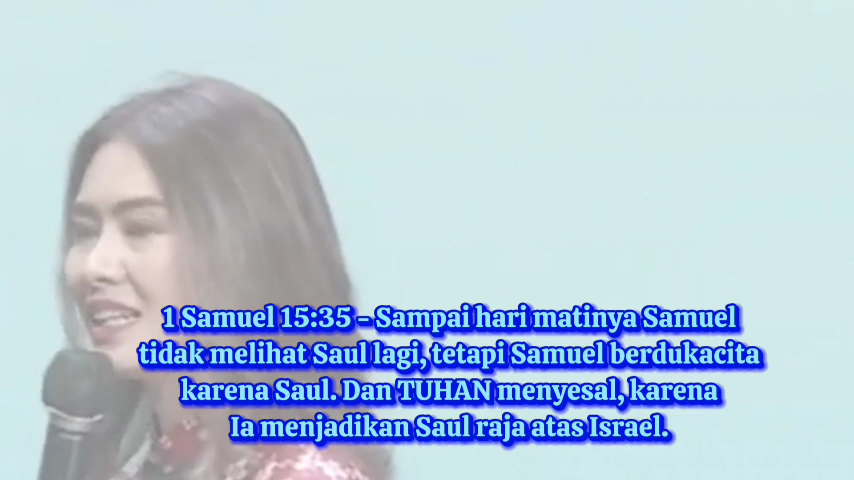 1 Samuel 15:35 - Sampai hari matinya Samuel
tidak melihat Saul lagi, tetapi Samuel berdukacita
karena Saul. Dan TUHAN menyesal, karena
Ia menjadikan Saul raja atas Israel.